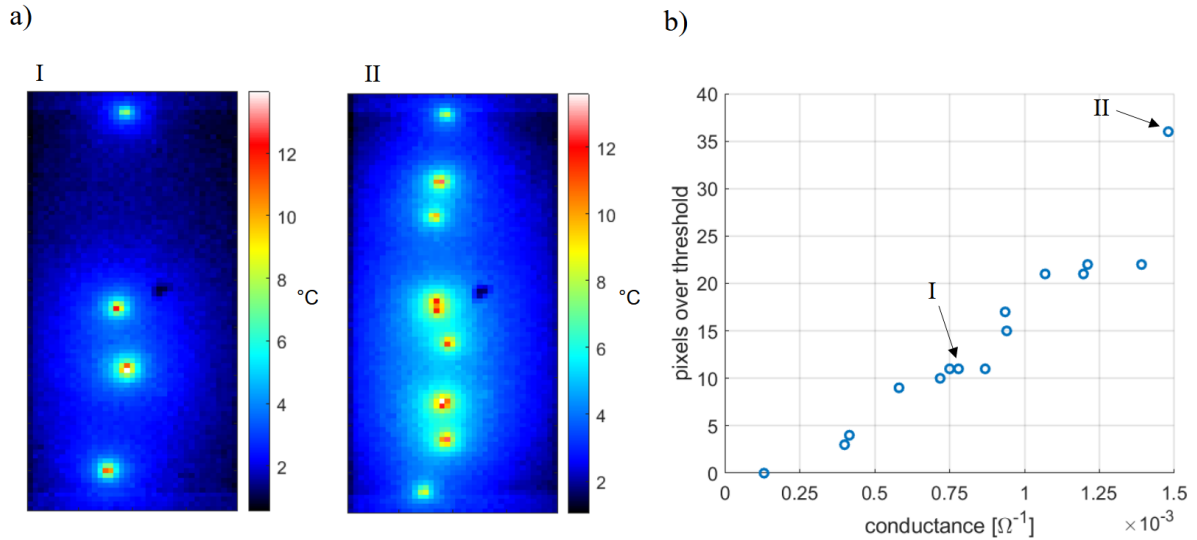 a)
I
12
10
8
6
4
2
°C
II
12
10
8
6
4
2
°C
b)
40
35
30
25
20
15
10
5
0
pixels over threshold
I
II
0
0.25
0.5
0.75
1
1.25
1.5
conductance [Ω⁻¹]
× 10⁻³